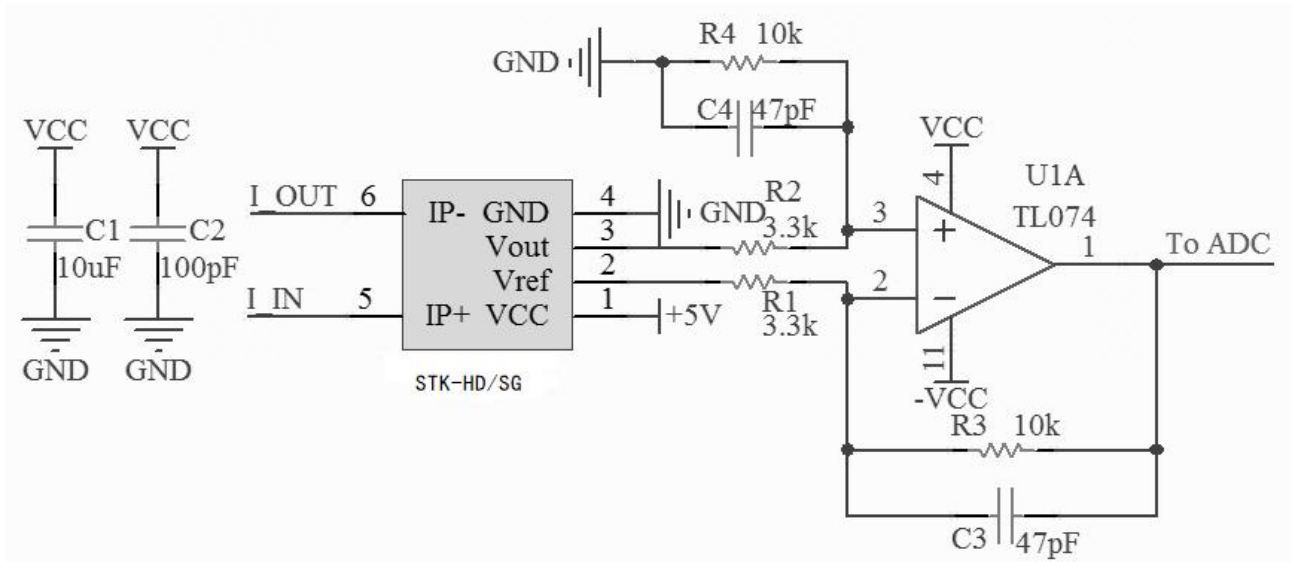 R4 10k
GND
C4 47pF
VCC VCC VCC
I_OUT 6
IP- GND 4
GND
R2
3.3k
4
U1A
TL074
C1
10uF
C2
100pF
Vout 3
3
+
1
To ADC
Vref 2
2
−
I_IN 5
IP+ VCC 1
+5V
R1
3.3k
11
GND GND
STK-HD/SG
-VCC
R3 10k
C3 47pF